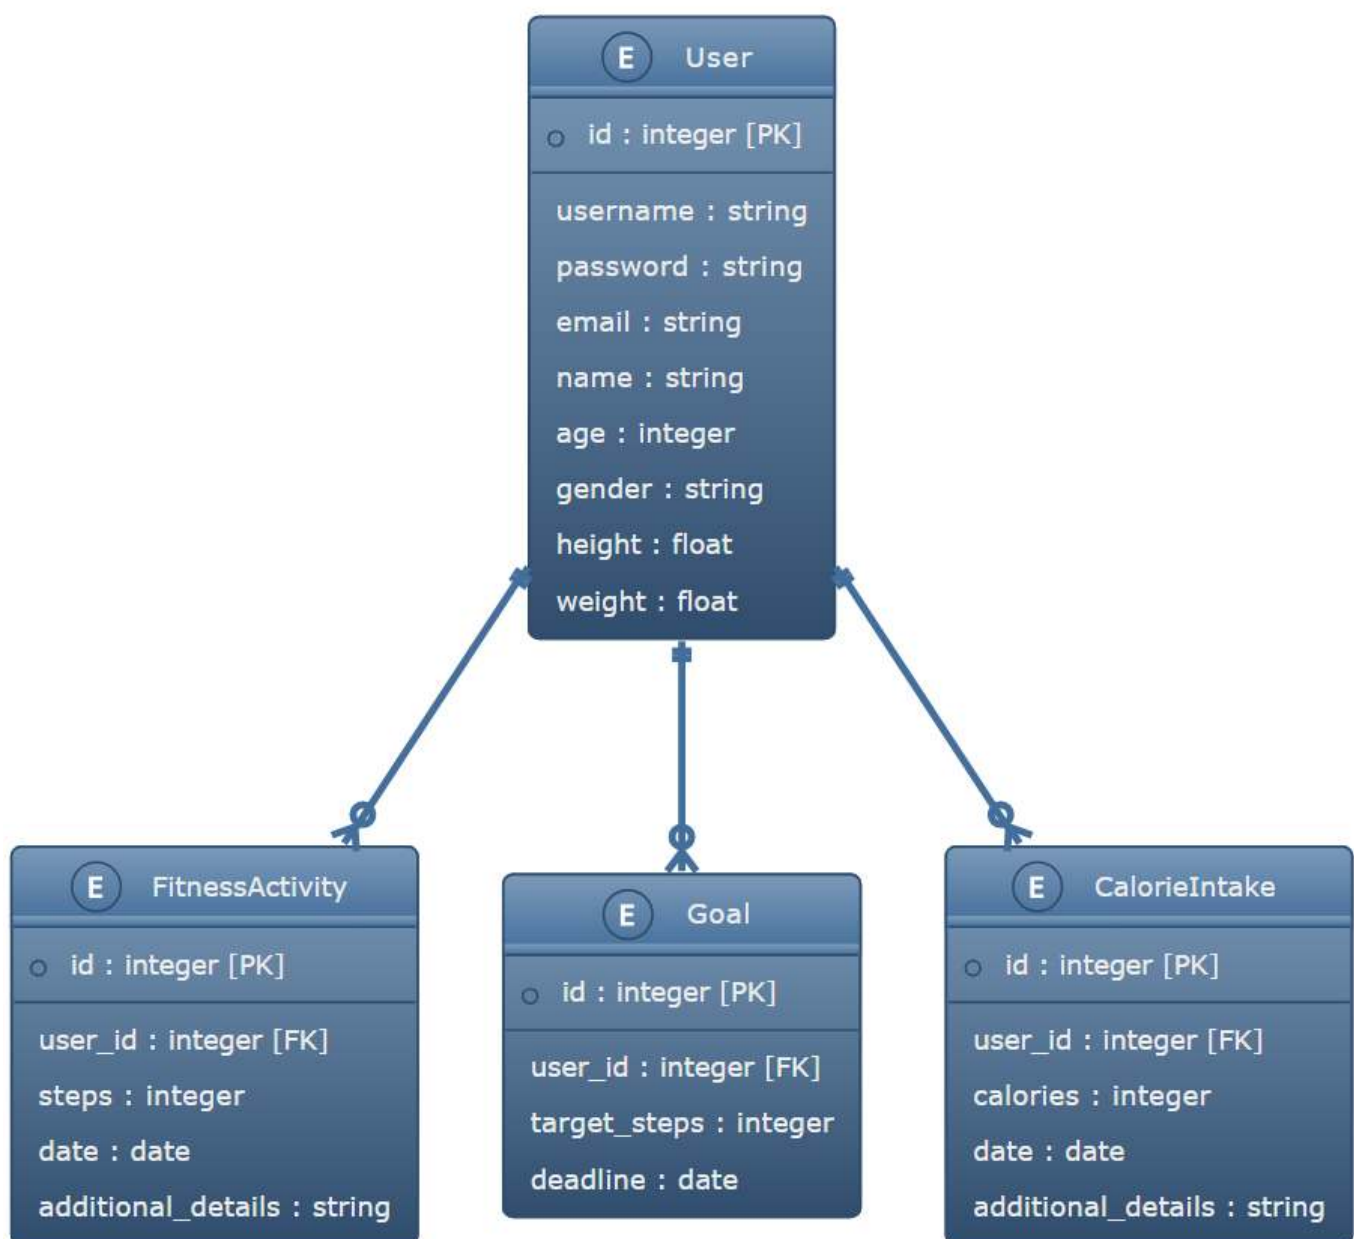 E User
id : integer [PK]
username : string
password : string
email : string
name : string
age : integer
gender : string
height : float
weight : float
E FitnessActivity
id : integer [PK]
user_id : integer [FK]
steps : integer
date : date
additional_details : string
E Goal
id : integer [PK]
user_id : integer [FK]
target_steps : integer
deadline : date
E CalorieIntake
id : integer [PK]
user_id : integer [FK]
calories : integer
date : date
additional_details : string